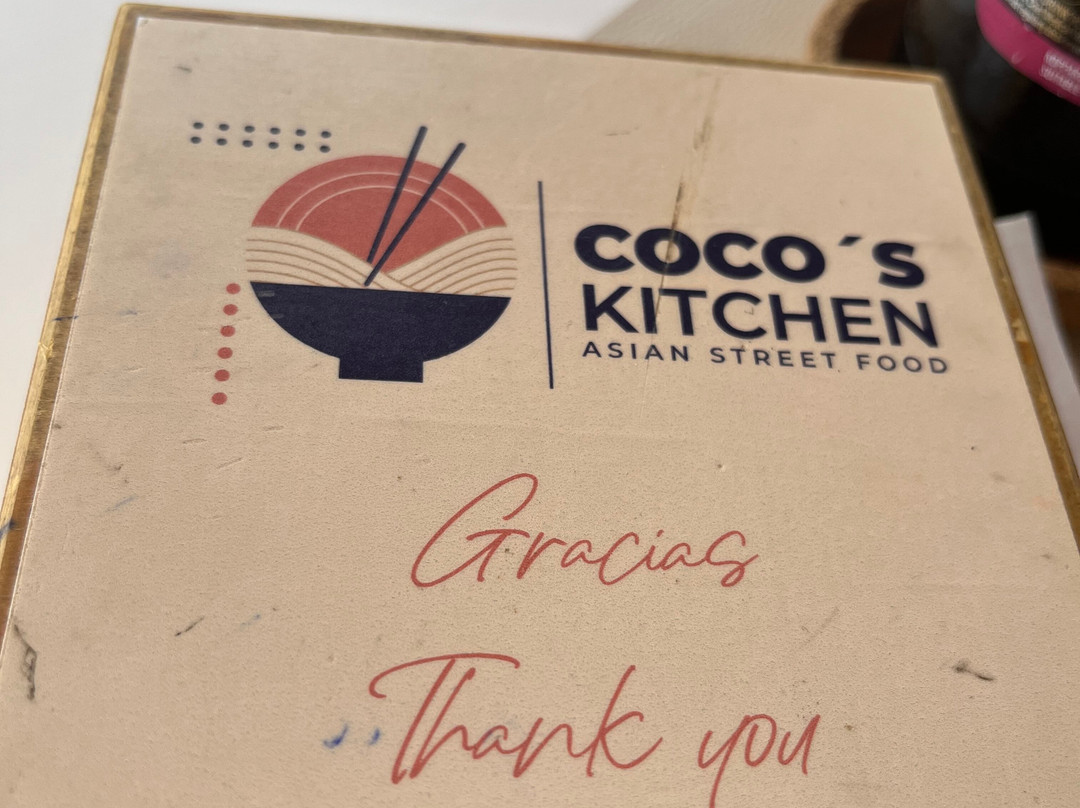 COCO´S
KITCHEN
ASIAN STREET FOOD
Gracias
Thank you